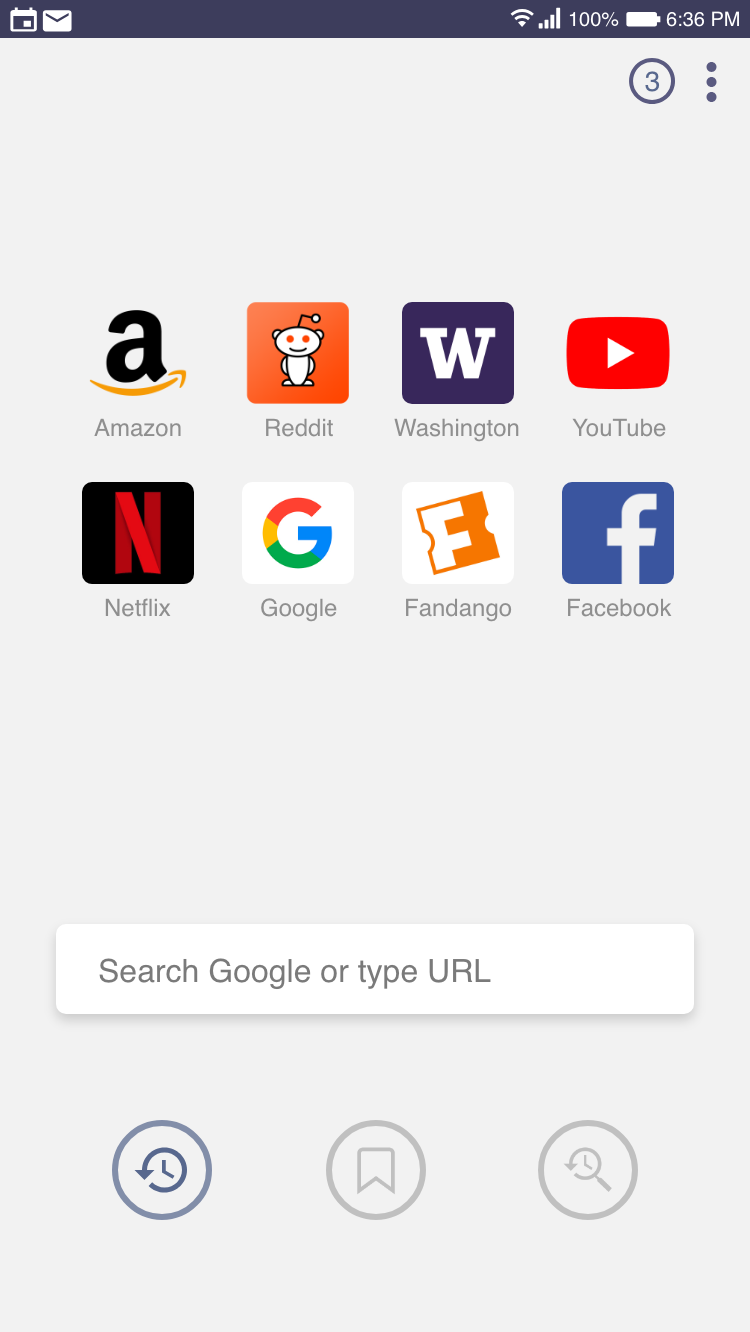 100% 6:36 PM
3
a W
Amazon Reddit Washington YouTube
N G F f
Netflix Google Fandango Facebook
Search Google or type URL